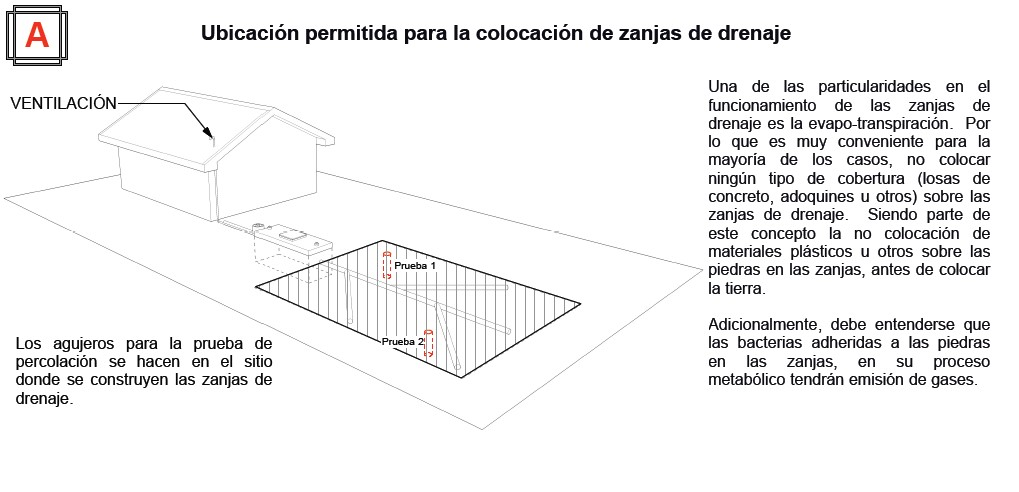 A
Ubicación permitida para la colocación de zanjas de drenaje
VENTILACIÓN
Prueba 1
Prueba 2
Los agujeros para la prueba de
percolación se hacen en el sitio
donde se construyen las zanjas de
drenaje.
Una de las particularidades en el
funcionamiento de las zanjas de
drenaje es la evapo-transpiración. Por
lo que es muy conveniente para la
mayoría de los casos, no colocar
ningún tipo de cobertura (losas de
concreto, adoquines u otros) sobre las
zanjas de drenaje. Siendo parte de
este concepto la no colocación de
materiales plásticos u otros sobre las
piedras en las zanjas, antes de colocar
la tierra.
Adicionalmente, debe entenderse que
las bacterias adheridas a las piedras
en las zanjas, en su proceso
metabólico tendrán emisión de gases.